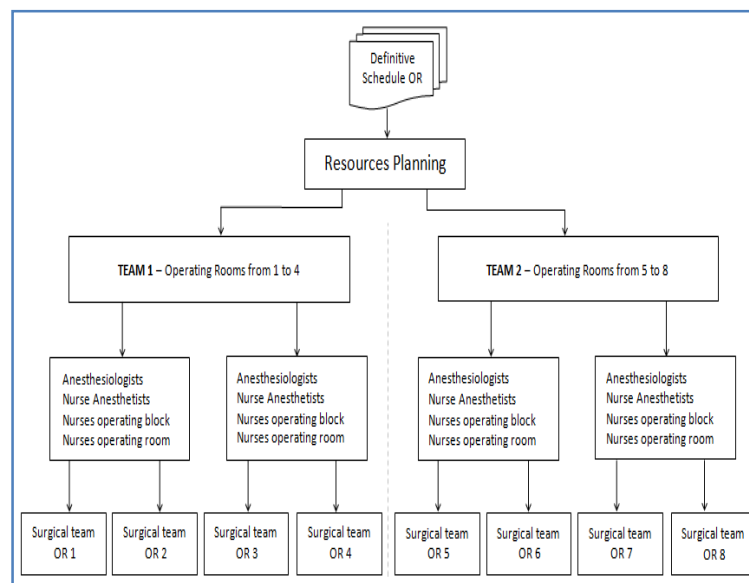 Definitive
Schedule OR
Resources Planning
TEAM 1 – Operating Rooms from 1 to 4
TEAM 2 – Operating Rooms from 5 to 8
Anesthesiologists
Nurse Anesthetists
Nurses operating block
Nurses operating room
Anesthesiologists
Nurse Anesthetists
Nurses operating block
Nurses operating room
Anesthesiologists
Nurse Anesthetists
Nurses operating block
Nurses operating room
Anesthesiologists
Nurse Anesthetists
Nurses operating block
Nurses operating room
Surgical team
OR 1
Surgical team
OR 2
Surgical team
OR 3
Surgical team
OR 4
Surgical team
OR 5
Surgical team
OR 6
Surgical team
OR 7
Surgical team
OR 8